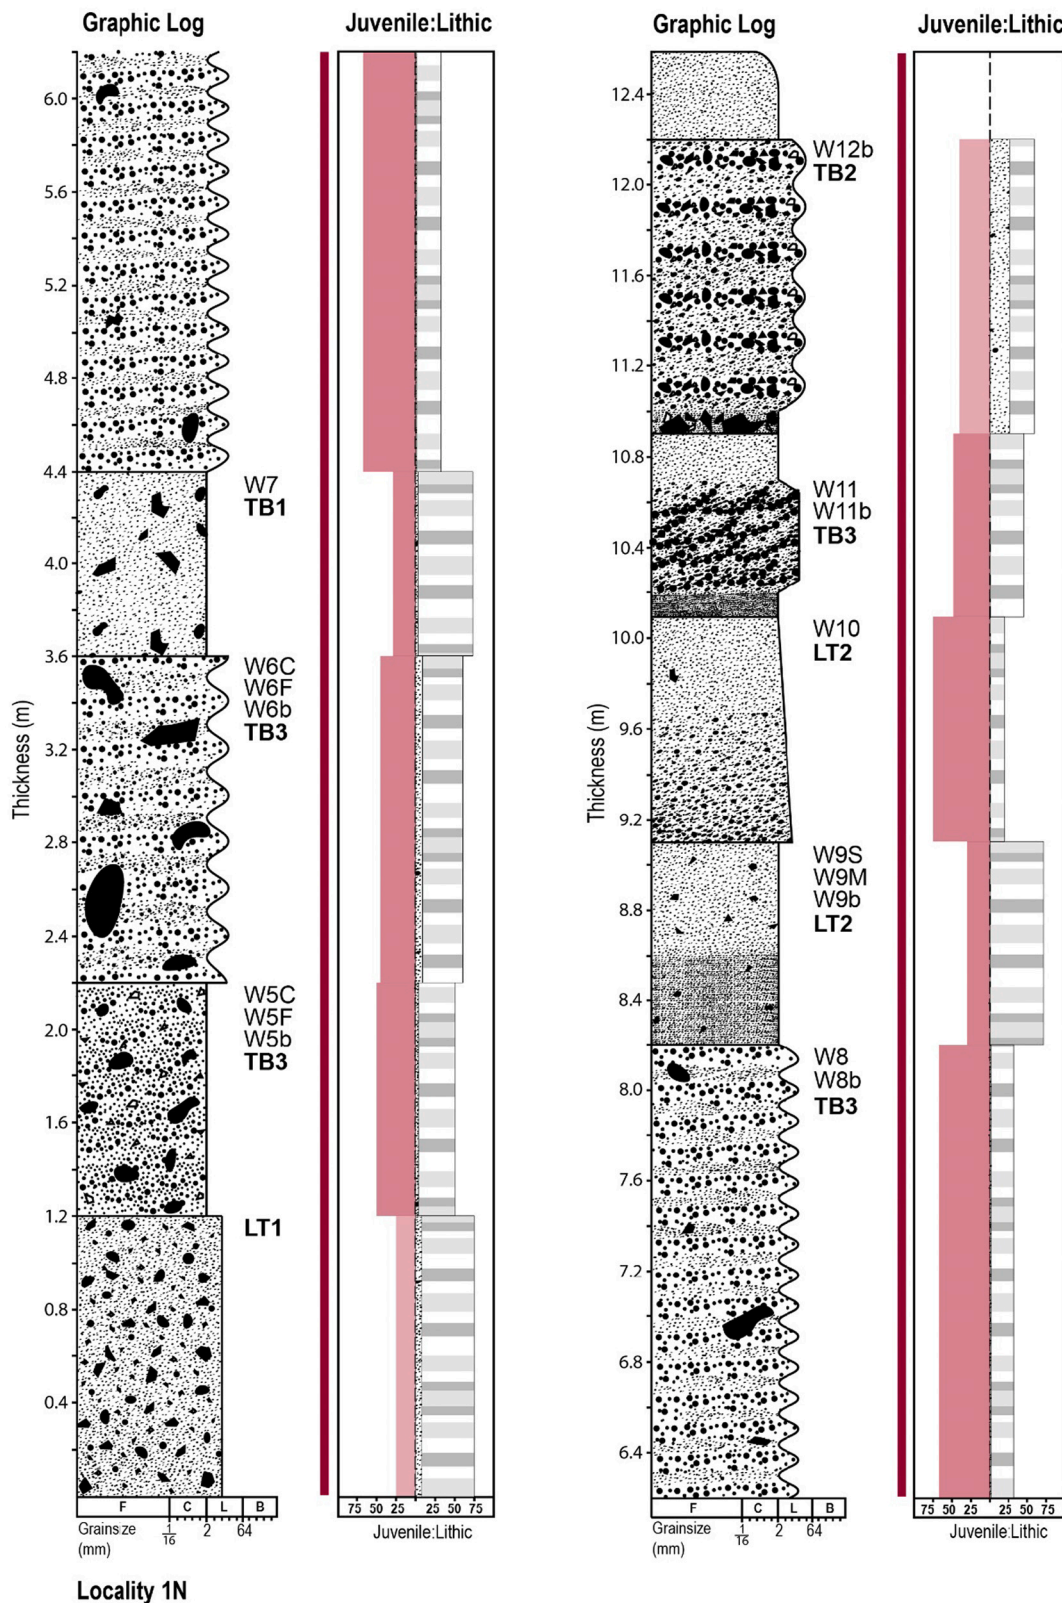 Graphic Log
Juvenile:Lithic
6.0
5.6
5.2
4.8
4.4
W7
TB1
4.0
3.6
W6C
W6F
W6b
TB3
3.2
Thickness (m)
2.8
2.4
W5C
W5F
W5b
TB3
2.0
1.6
1.2
LT1
0.8
0.4
F C L B
Grainsize
(mm)
1/16 2 64
75 50 25 25 50 75
Juvenile:Lithic
Locality 1N
Graphic Log
Juvenile:Lithic
12.4
W12b
TB2
12.0
11.6
11.2
10.8
W11
W11b
TB3
10.4
W10
LT2
10.0
9.6
Thickness (m)
9.2
W9S
W9M
W9b
LT2
8.8
8.4
W8
W8b
TB3
8.0
7.6
7.2
6.8
6.4
F C L B
Grainsize
(mm)
1/16 2 64
75 50 25 25 50 75
Juvenile:Lithic